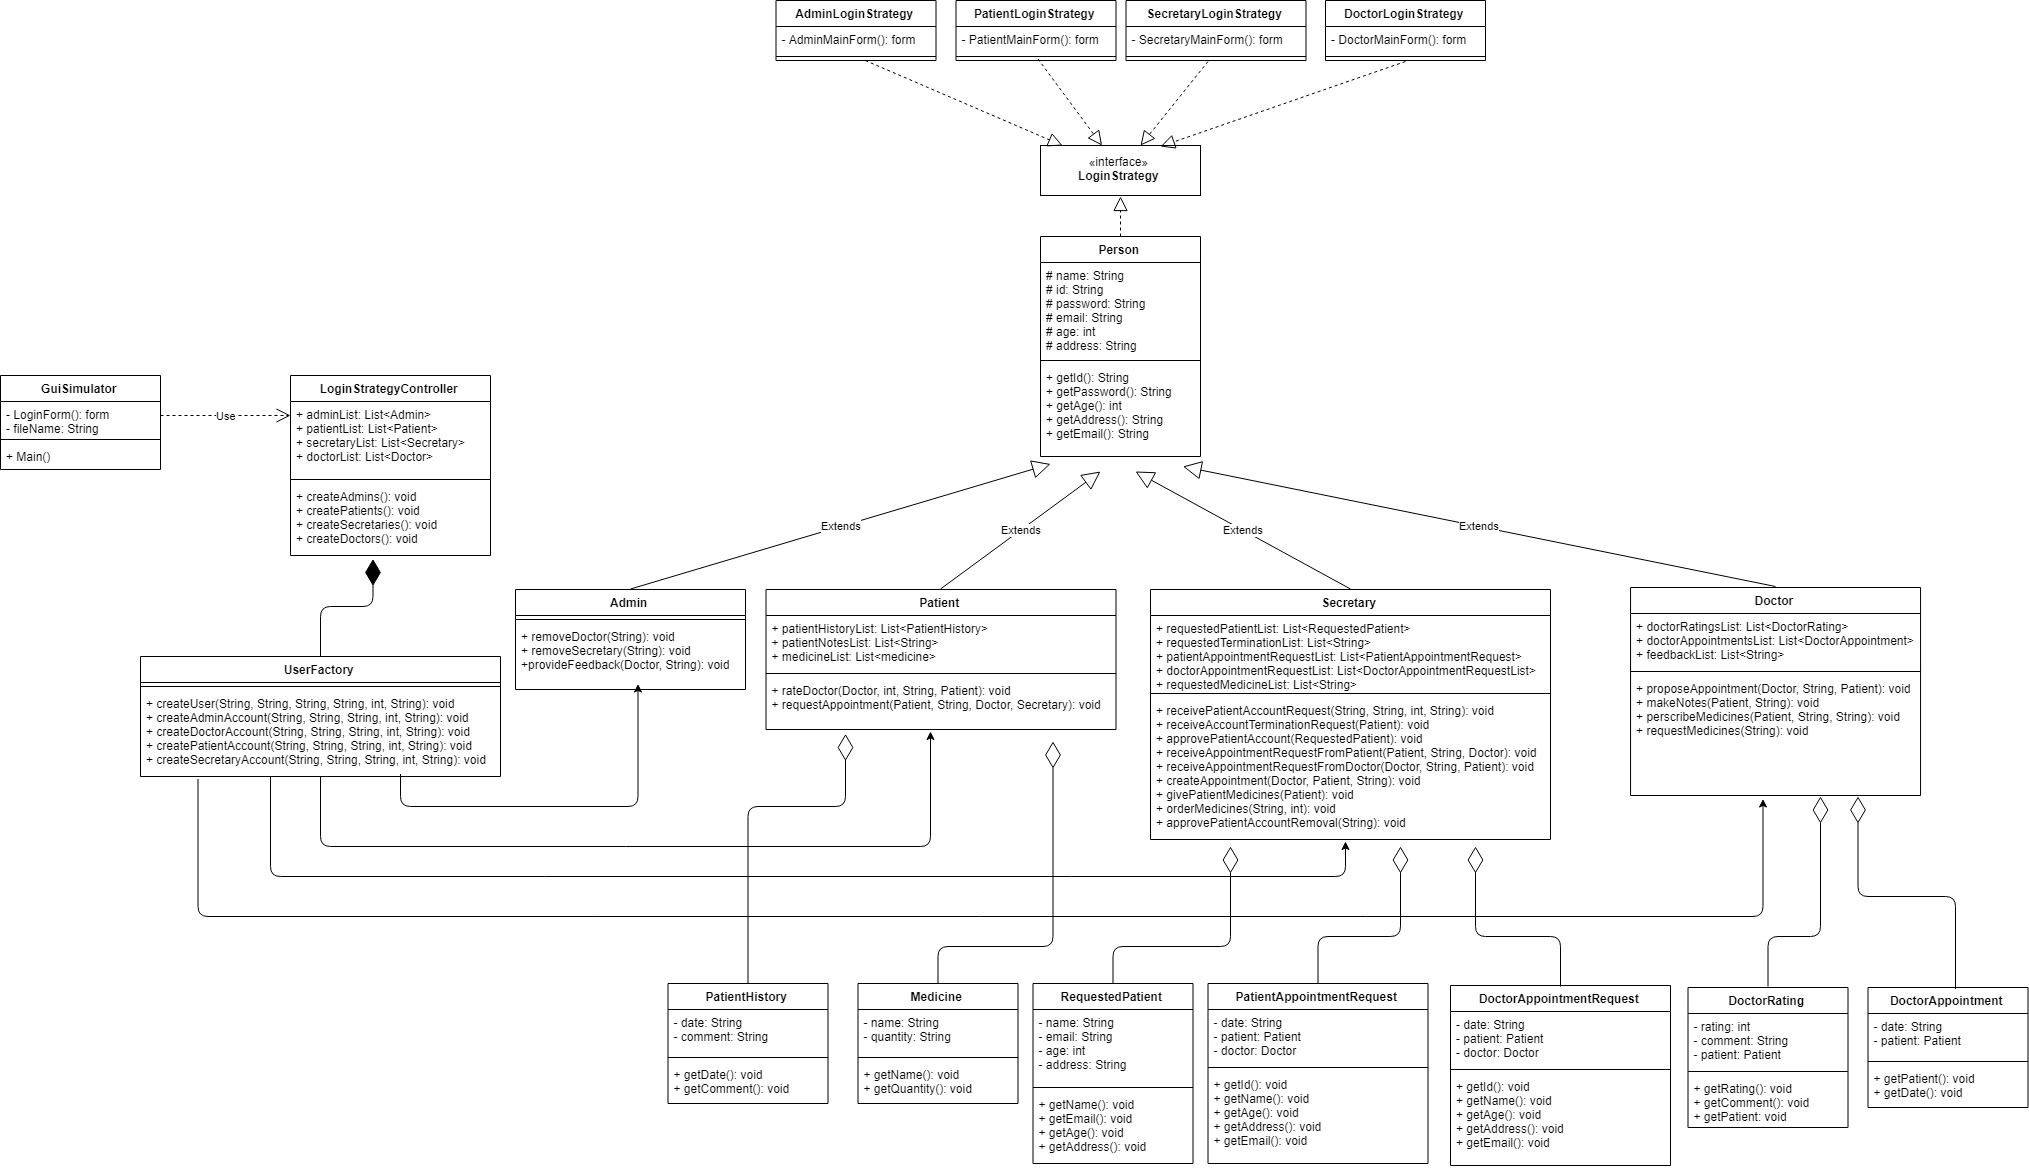 AdminLoginStrategy
- AdminMainForm(): form
PatientLoginStrategy
- PatientMainForm(): form
SecretaryLoginStrategy
- SecretaryMainForm(): form
DoctorLoginStrategy
- DoctorMainForm(): form
«interface»
LoginStrategy
Person
# name: String
# id: String
# password: String
# email: String
# age: int
# address: String
+ getId(): String
+ getPassword(): String
+ getAge(): int
+ getAddress(): String
+ getEmail(): String
GuiSimulator
- LoginForm(): form
- fileName: String
+ Main()
Use
LoginStrategyController
+ adminList: List<Admin>
+ patientList: List<Patient>
+ secretaryList: List<Secretary>
+ doctorList: List<Doctor>
+ createAdmins(): void
+ createPatients(): void
+ createSecretaries(): void
+ createDoctors(): void
Extends
Extends
Extends
Extends
UserFactory
+ createUser(String, String, String, String, int, String): void
+ createAdminAccount(String, String, String, int, String): void
+ createDoctorAccount(String, String, String, int, String): void
+ createPatientAccount(String, String, String, int, String): void
+ createSecretaryAccount(String, String, String, int, String): void
Admin
+ removeDoctor(String): void
+ removeSecretary(String): void
+provideFeedback(Doctor, String): void
Patient
+ patientHistoryList: List<PatientHistory>
+ patientNotesList: List<String>
+ medicineList: List<medicine>
+ rateDoctor(Doctor, int, String, Patient): void
+ requestAppointment(Patient, String, Doctor, Secretary): void
Secretary
+ requestedPatientList: List<RequestedPatient>
+ requestedTerminationList: List<String>
+ patientAppointmentRequestList: List<PatientAppointmentRequest>
+ doctorAppointmentRequestList: List<DoctorAppointmentRequestList>
+ requestedMedicineList: List<String>
+ receivePatientAccountRequest(String, String, int, String): void
+ receiveAccountTerminationRequest(Patient): void
+ approvePatientAccount(RequestedPatient): void
+ receiveAppointmentRequestFromPatient(Patient, String, Doctor): void
+ receiveAppointmentRequestFromDoctor(Doctor, String, Patient): void
+ createAppointment(Doctor, Patient, String): void
+ givePatientMedicines(Patient): void
+ orderMedicines(String, int): void
+ approvePatientAccountRemoval(String): void
Doctor
+ doctorRatingsList: List<DoctorRating>
+ doctorAppointmentsList: List<DoctorAppointment>
+ feedbackList: List<String>
+ proposeAppointment(Doctor, String, Patient): void
+ makeNotes(Patient, String): void
+ perscribeMedicines(Patient, String, String): void
+ requestMedicines(String): void
PatientHistory
- date: String
- comment: String
+ getDate(): void
+ getComment(): void
Medicine
- name: String
- quantity: String
+ getName(): void
+ getQuantity(): void
RequestedPatient
- name: String
- email: String
- age: int
- address: String
+ getName(): void
+ getEmail(): void
+ getAge(): void
+ getAddress(): void
PatientAppointmentRequest
- date: String
- patient: Patient
- doctor: Doctor
+ getId(): void
+ getName(): void
+ getAge(): void
+ getAddress(): void
+ getEmail(): void
DoctorAppointmentRequest
- date: String
- patient: Patient
- doctor: Doctor
+ getId(): void
+ getName(): void
+ getAge(): void
+ getAddress(): void
+ getEmail(): void
DoctorRating
- rating: int
- comment: String
- patient: Patient
+ getRating(): void
+ getComment(): void
+ getPatient: void
DoctorAppointment
- date: String
- patient: Patient
+ getPatient(): void
+ getDate(): void